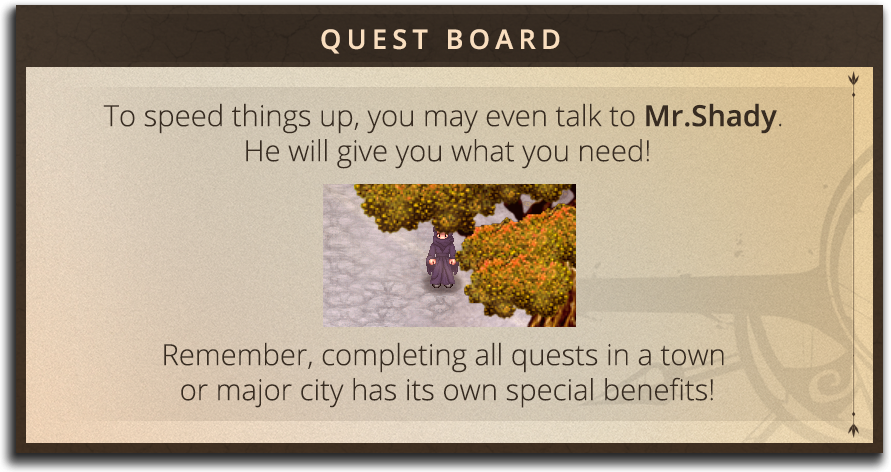 QUEST BOARD
To speed things up, you may even talk to Mr.Shady.
He will give you what you need!
Remember, completing all quests in a town
or major city has its own special benefits!